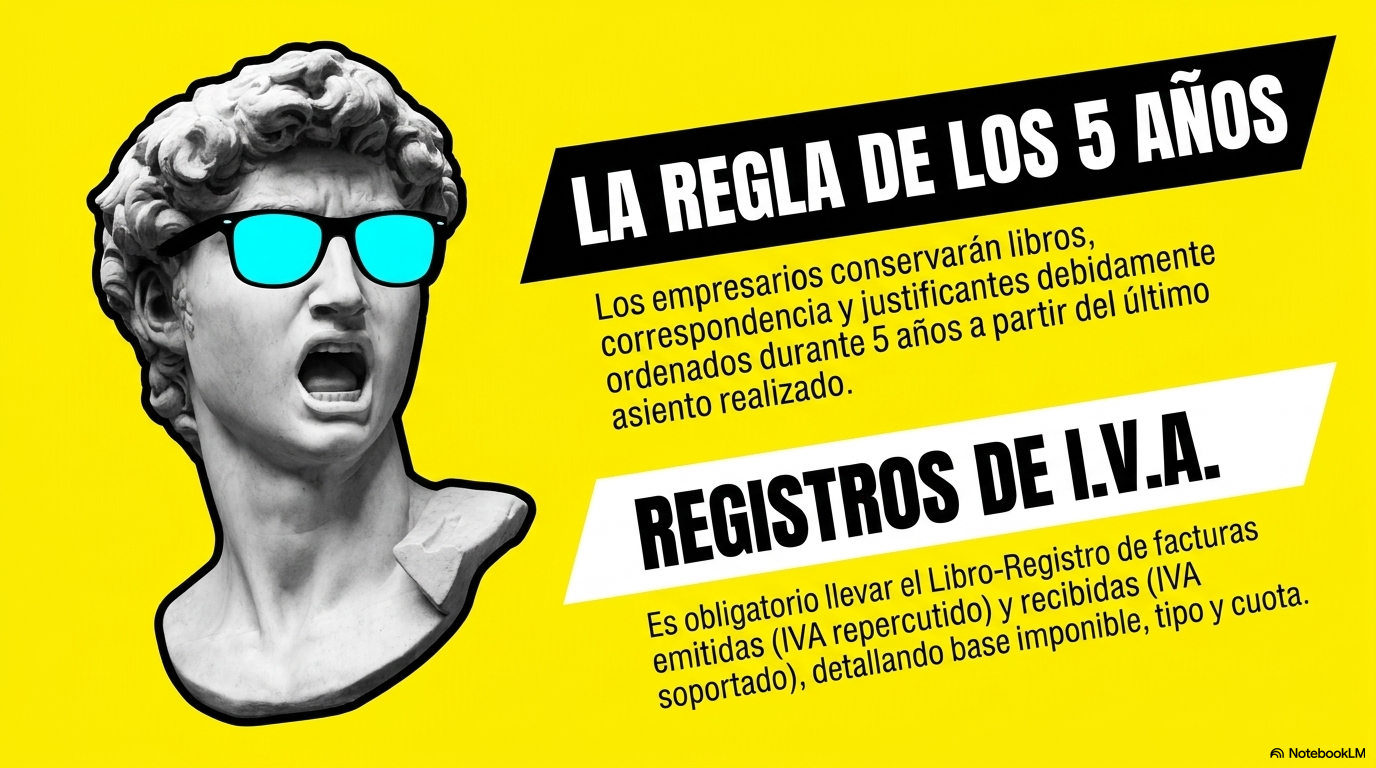 LA REGLA DE LOS 5 AÑOS
Los empresarios conservarán libros,
correspondencia y justificantes debidamente
ordenados durante 5 años a partir del último
asiento realizado.
REGISTROS DE I.V.A.
Es obligatorio llevar el Libro-Registro de facturas
emitidas (IVA repercutido) y recibidas (IVA
soportado), detallando base imponible, tipo y cuota.
NotebookLM